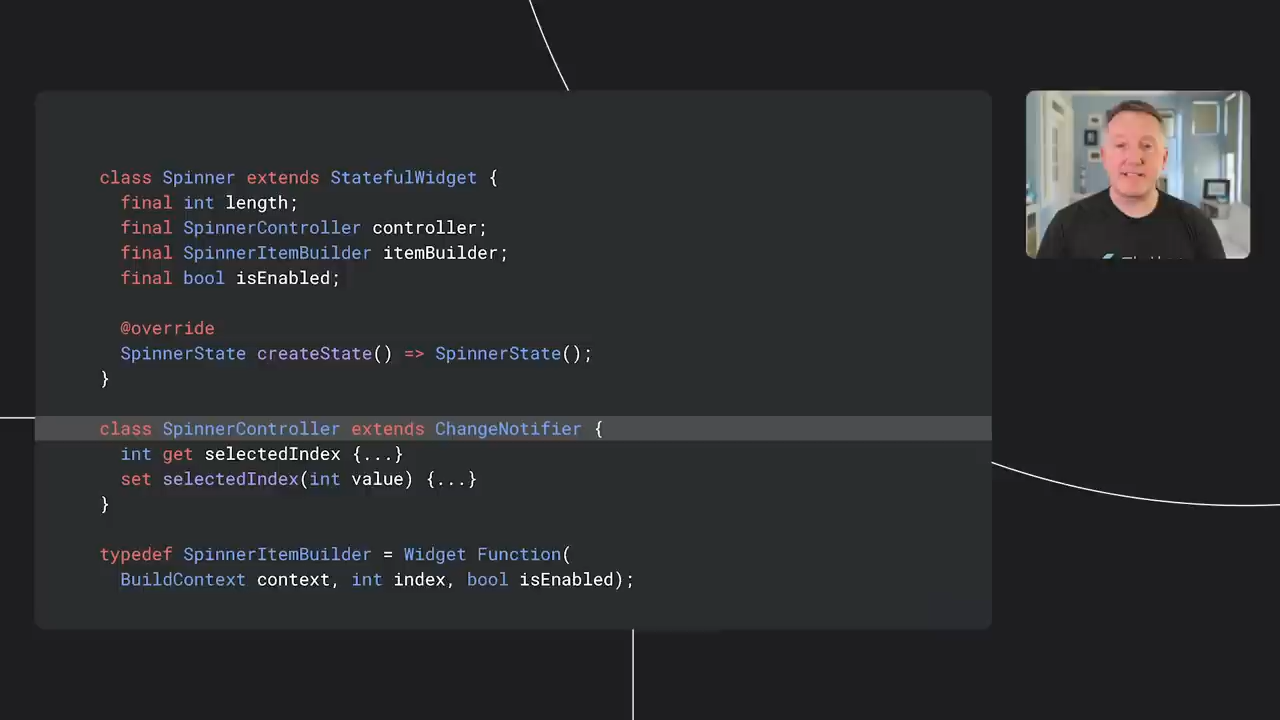 class Spinner extends StatefulWidget {
final int length;
final SpinnerController controller;
final SpinnerItemBuilder itemBuilder;
final bool isEnabled;
@override
SpinnerState createState() => SpinnerState();
}
class SpinnerController extends ChangeNotifier {
int get selectedIndex {...}
set selectedIndex(int value) {...}
}
typedef SpinnerItemBuilder = Widget Function(
BuildContext context, int index, bool isEnabled);